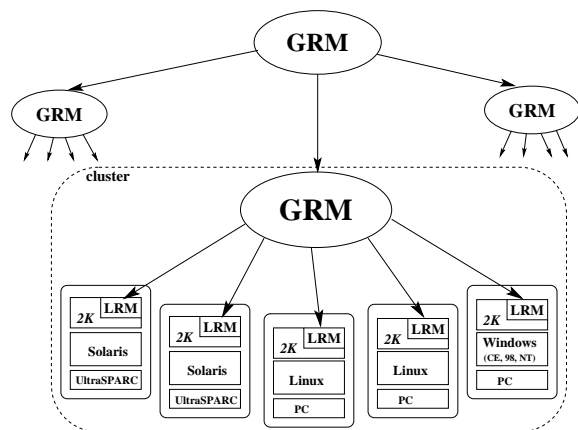 GRM
GRM
GRM
cluster
GRM
2K LRM
Solaris
UltraSPARC
2K LRM
Solaris
UltraSPARC
2K LRM
Linux
PC
2K LRM
Linux
PC
2K LRM
Windows
(CE, 98, NT)
PC